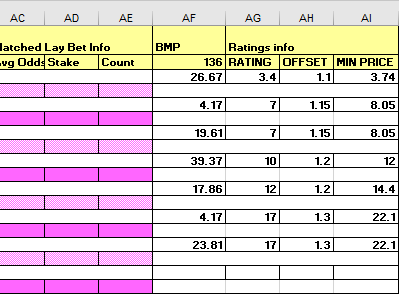 AC AD AE AF AG AH AI
Matched Lay Bet Info BMP Ratings info
Avg Odds Stake Count 136 RATING OFFSET MIN PRICE
26.67 3.4 1.1 3.74
4.17 7 1.15 8.05
19.61 7 1.15 8.05
39.37 10 1.2 12
17.86 12 1.2 14.4
4.17 17 1.3 22.1
23.81 17 1.3 22.1